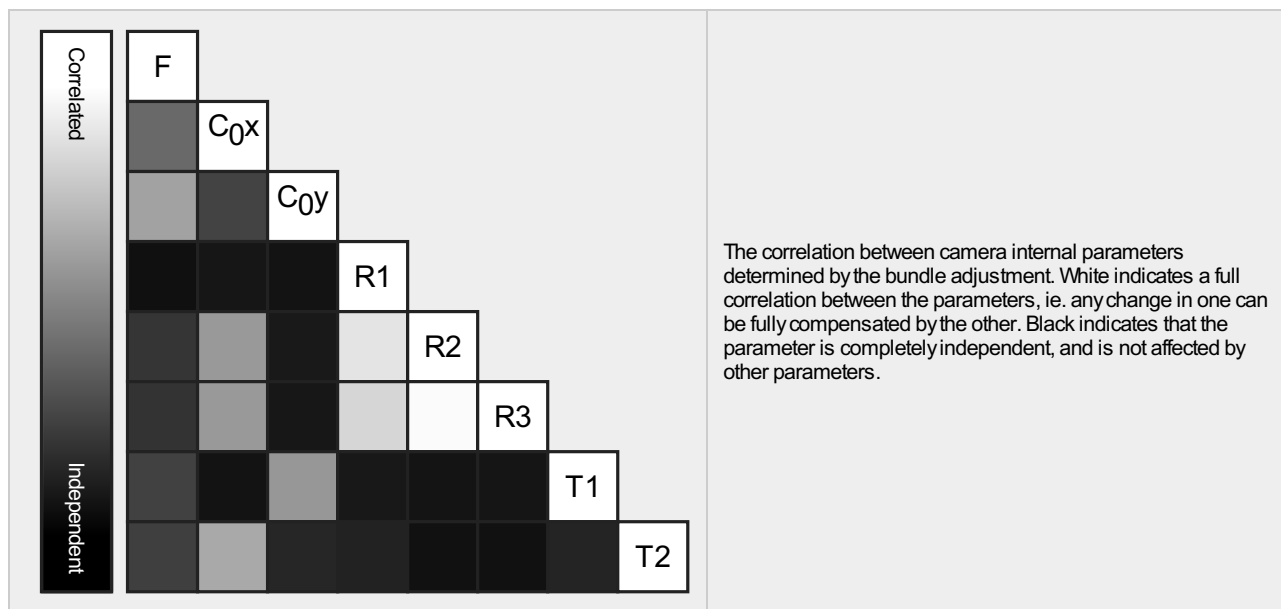 Correlated
Independent
F
C0x
C0y
R1
R2
R3
T1
T2
The correlation between camera internal parameters
determined by the bundle adjustment. White indicates a full
correlation between the parameters, ie. any change in one can
be fully compensated by the other. Black indicates that the
parameter is completely independent, and is not affected by
other parameters.